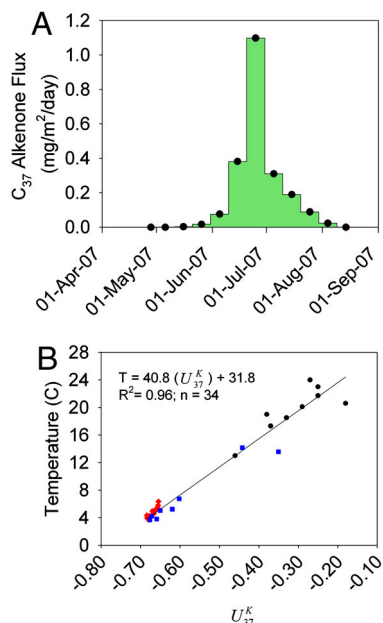 A
C37 Alkenone Flux
(mg/m²/day)
1.2
1.0
0.8
0.6
0.4
0.2
0.0
01-Apr-07
01-May-07
01-Jun-07
01-Jul-07
01-Aug-07
01-Sep-07
B
Temperature (C)
28
24
20
16
12
8
4
0
T = 40.8 (U₃₇ᴷ) + 31.8
R²= 0.96; n = 34
-0.80
-0.70
-0.60
-0.50
-0.40
-0.30
-0.20
-0.10
U₃₇ᴷ